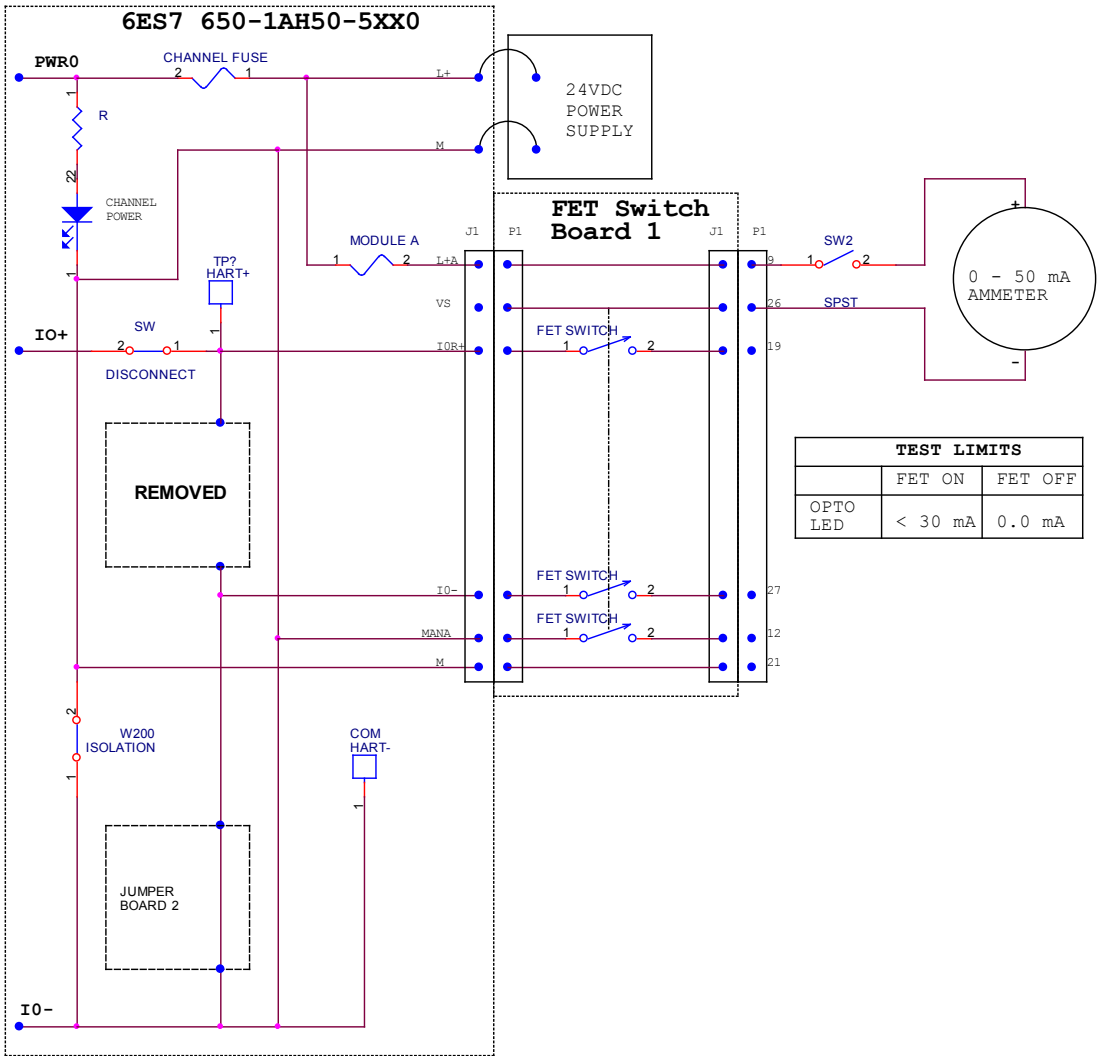 6ES7 650-1AH50-5XX0
PWR0
CHANNEL FUSE
2
1
L+
24VDC
POWER
SUPPLY
1
R
M
22
CHANNEL
POWER
FET Switch
Board 1
J1
P1
J1
P1
MODULE A
1
2
L+A
1
TP?
HART+
9
SW2
1
2
+
0 - 50 mA
AMMETER
-
VS
26
SPST
IO+
SW
2
1
1
I0R+
FET SWITCH
1
2
19
DISCONNECT
REMOVED
TEST LIMITS
FET ON
FET OFF
OPTO
LED
< 30 mA
0.0 mA
I0-
FET SWITCH
1
2
27
MANA
FET SWITCH
1
2
12
M
21
2
W200
ISOLATION
1
COM
HART-
1
JUMPER
BOARD 2
I0-